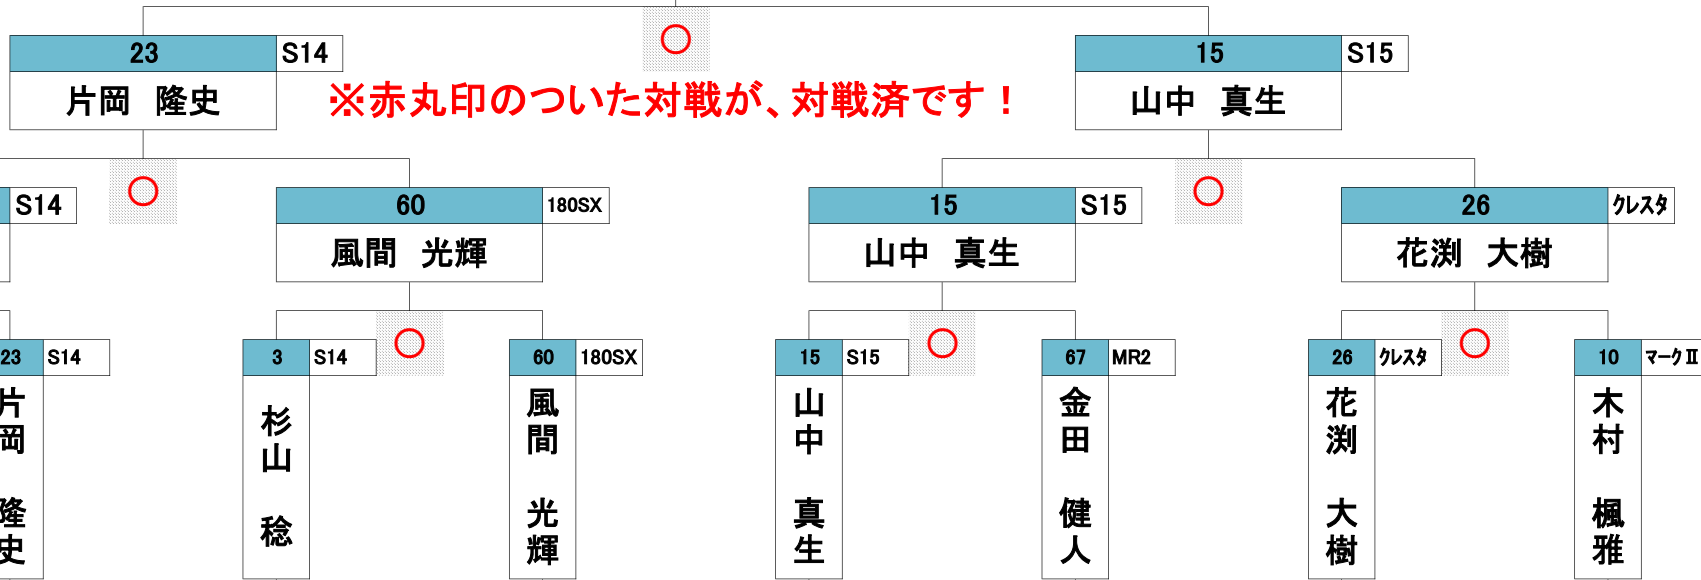 23 S14
15 S15
片岡 隆史
※赤丸印のついた対戦が、対戦済です！
山中 真生
S14
60 180SX
15 S15
26 クレスタ
風間 光輝
山中 真生
花渕 大樹
23 S14
3 S14
60 180SX
15 S15
67 MR2
26 クレスタ
10 マークⅡ
片岡 隆史
杉山 稔
風間 光輝
山中 真生
金田 健人
花渕 大樹
木村 楓雅